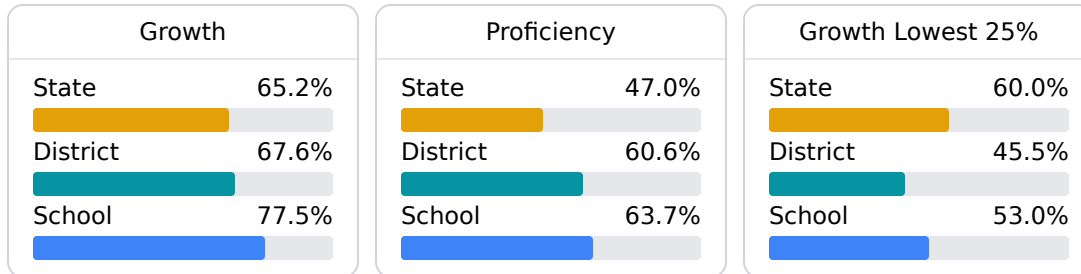 Growth
State 65.2%
District 67.6%
School 77.5%
Proficiency
State 47.0%
District 60.6%
School 63.7%
Growth Lowest 25%
State 60.0%
District 45.5%
School 53.0%